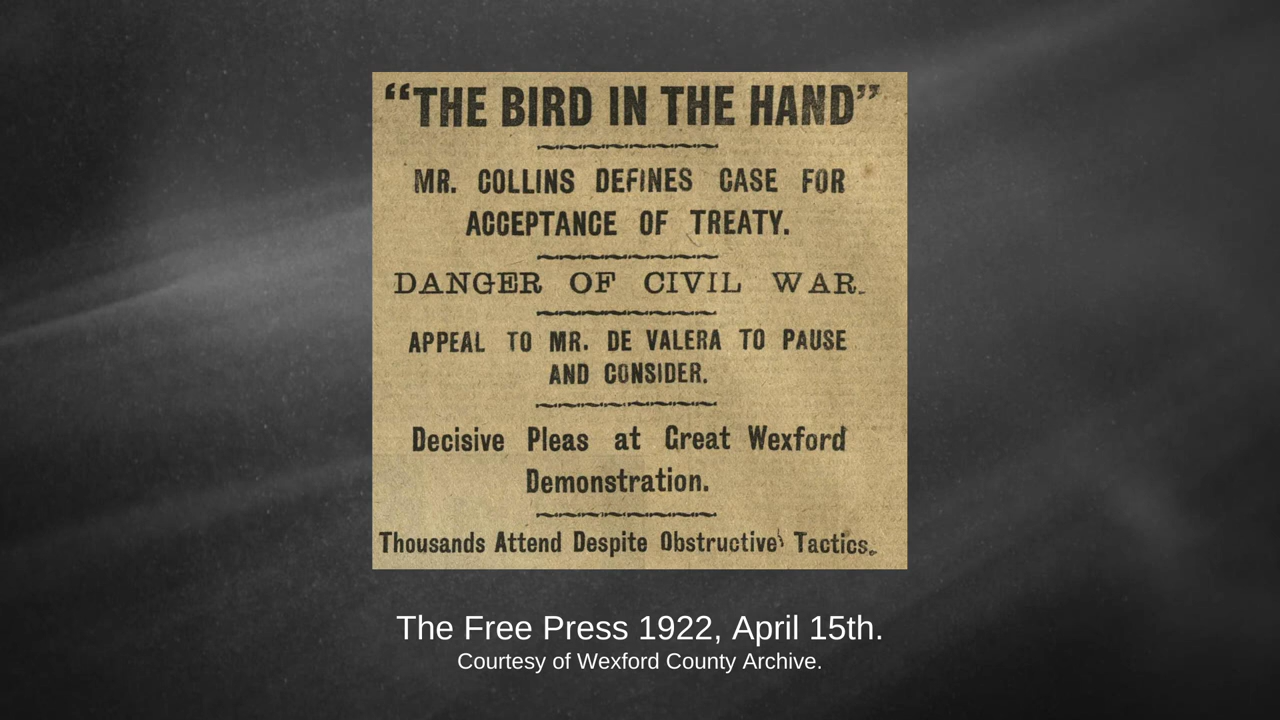 “THE BIRD IN THE HAND”
MR. COLLINS DEFINES CASE FOR
ACCEPTANCE OF TREATY.
DANGER OF CIVIL WAR.
APPEAL TO MR. DE VALERA TO PAUSE
AND CONSIDER.
Decisive Pleas at Great Wexford
Demonstration.
Thousands Attend Despite Obstructive Tactics.
The Free Press 1922, April 15th.
Courtesy of Wexford County Archive.